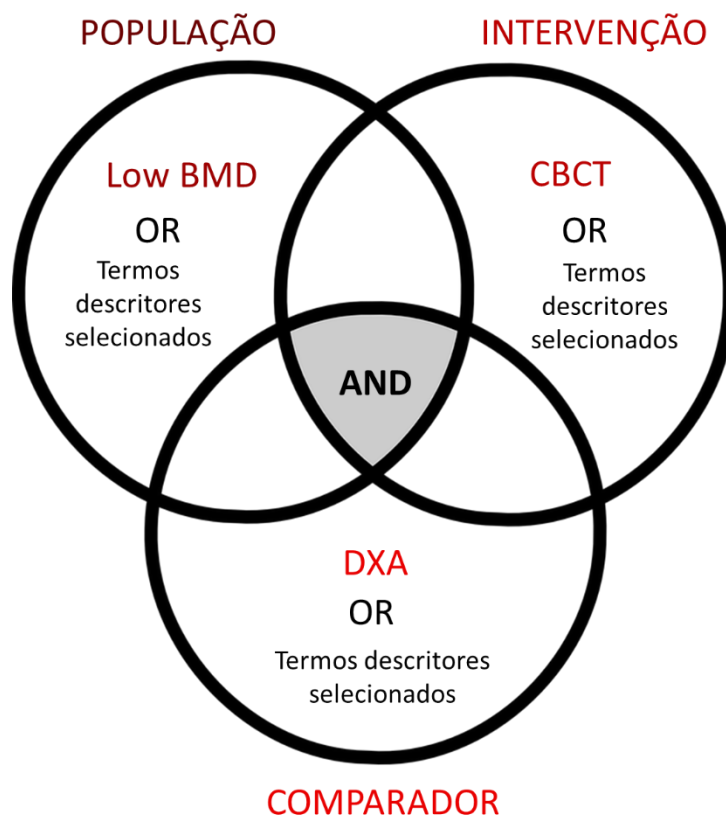 POPULAÇÃO
INTERVENÇÃO
Low BMD
OR
Termos
descritores
selecionados
CBCT
OR
Termos
descritores
selecionados
AND
DXA
OR
Termos descritores
selecionados
COMPARADOR